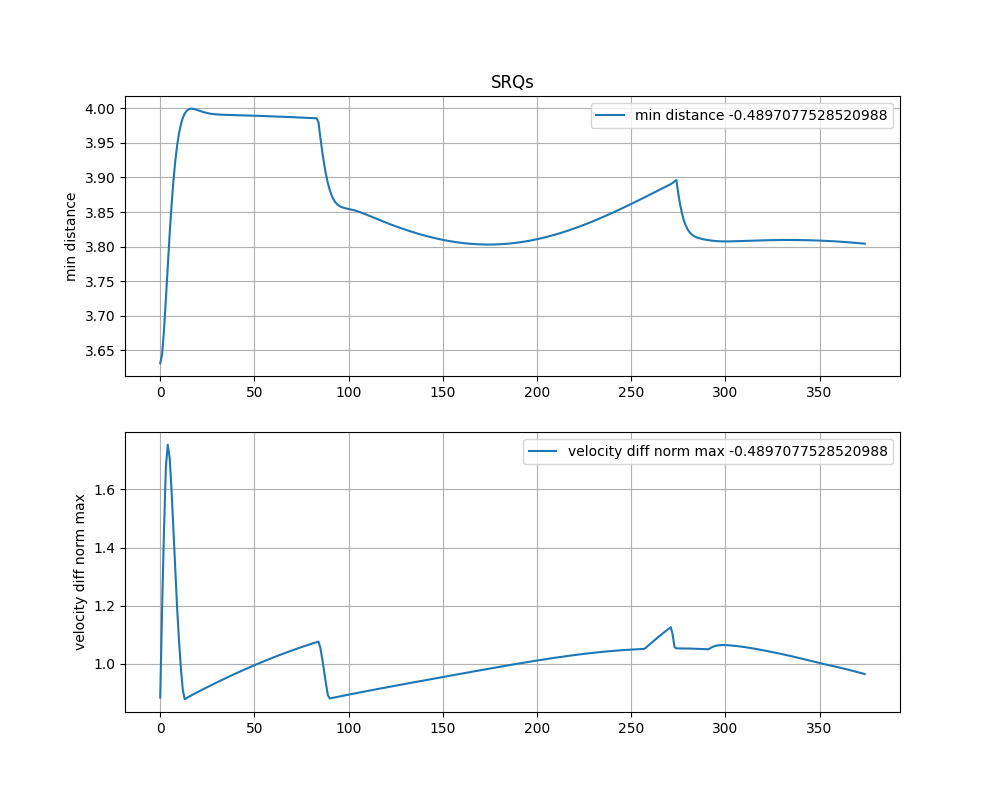 SRQs
min distance -0.4897077528520988
min distance
4.00
3.95
3.90
3.85
3.80
3.75
3.70
3.65
0 50 100 150 200 250 300 350
velocity diff norm max -0.4897077528520988
velocity diff norm max
1.6
1.4
1.2
1.0
0 50 100 150 200 250 300 350